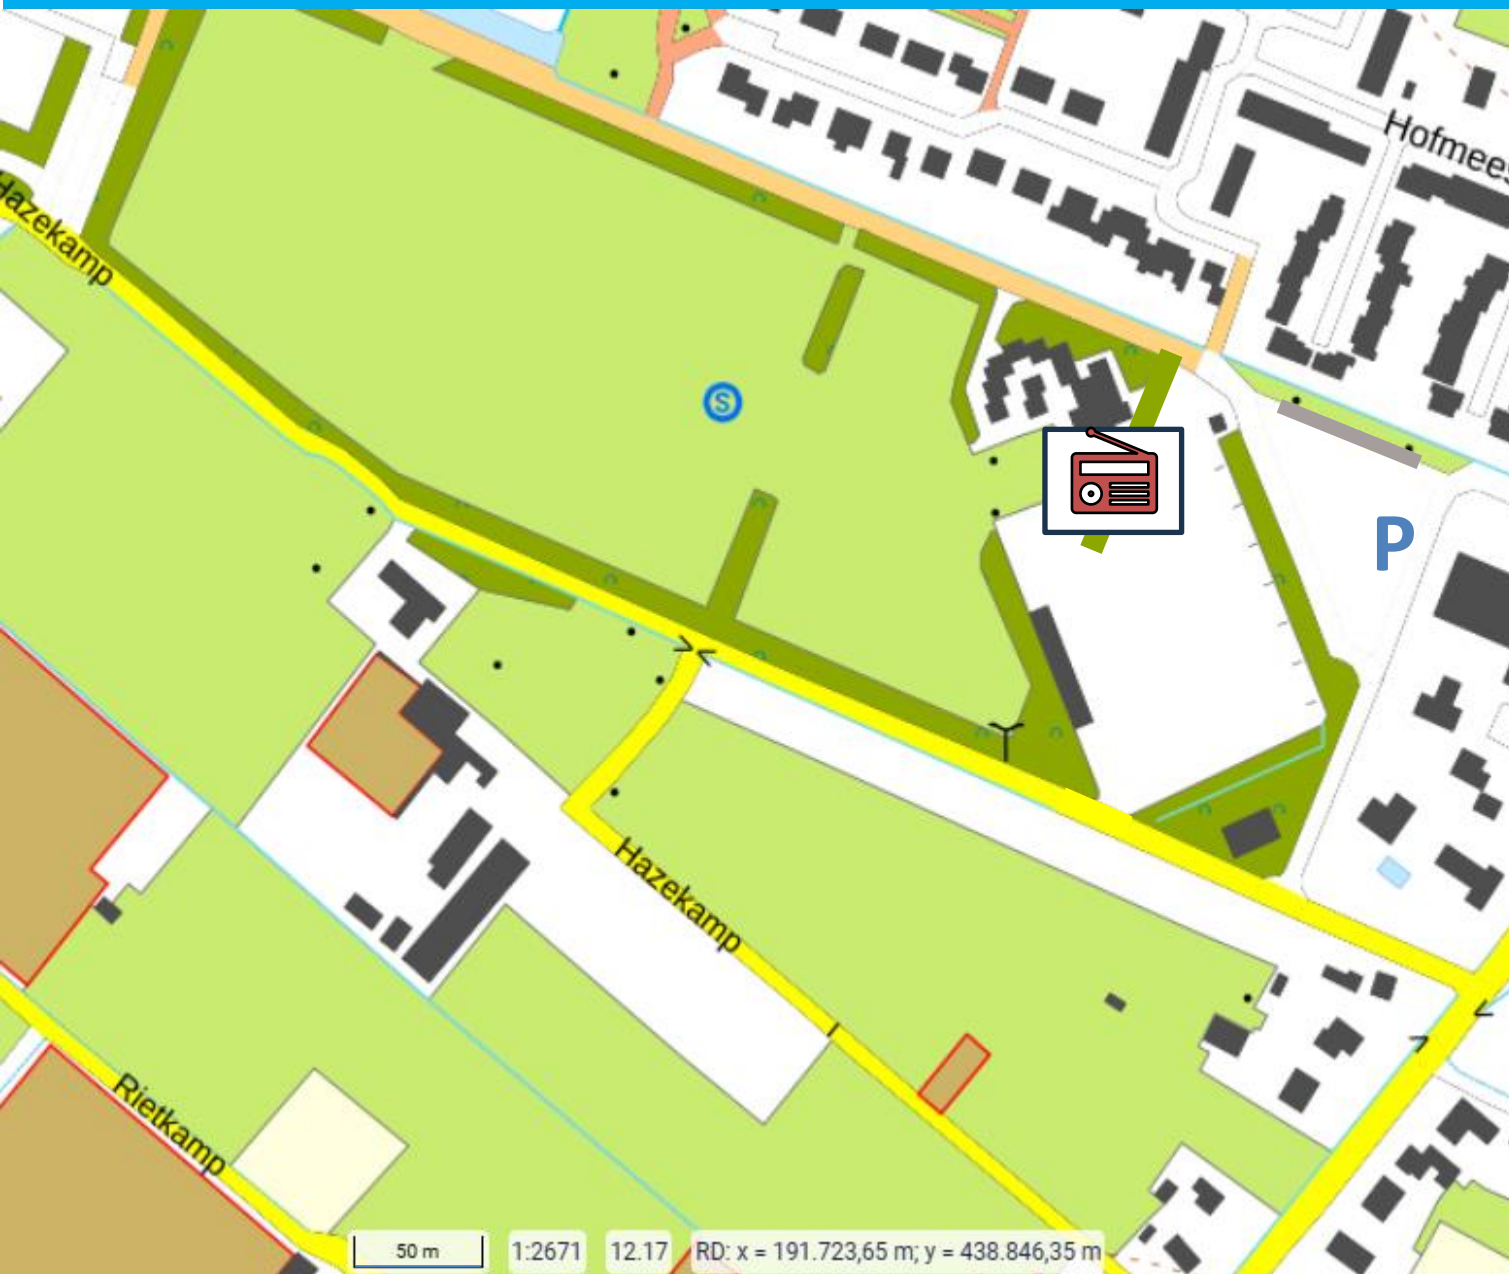 Hofmees
Hazekamp
S
P
Hazekamp
Rietkamp
50 m
1:2671
12.17
RD: x = 191.723,65 m; y = 438.846,35 m